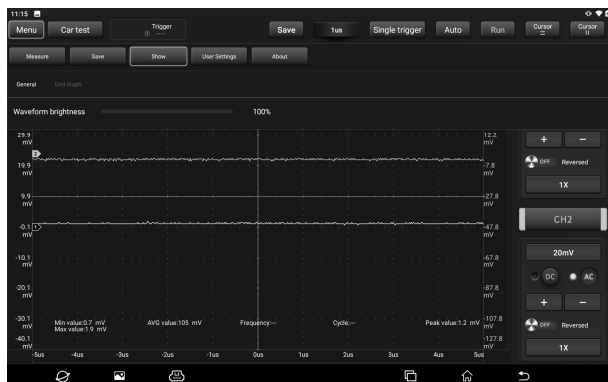 11:15
Menu Car test Trigger Save 1us Single trigger Auto Run Cursor Cursor
① ----
Measure Save Show User Settings About
General Grid Graph
Waveform brightness 100%
29.9 mV 12.2 mV
2
19.9 mV -7.8 mV
9.9 mV -27.8 mV
-0.1 mV 1 -47.8 mV
-10.1 mV -67.8 mV
-20.1 mV -87.8 mV
-30.1 mV -107.8 mV
Min value:0.7 mV AVG value:105 mV Frequency:--- Cycle:--- Peak value:1.2 mV
Max value:1.9 mV
-40.1 mV -127.8 mV
-5us -4us -3us -2us -1us 0us 1us 2us 3us 4us 5us
+ −
OFF Reversed
1X
CH2
20mV
DC AC
+ −
OFF Reversed
1X